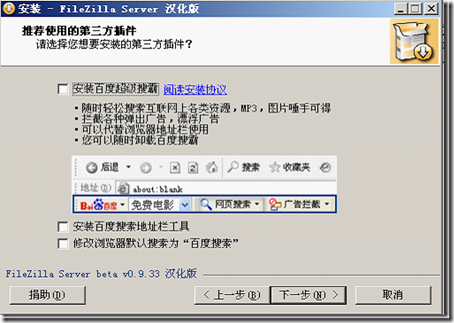 安装 - FileZilla Server 汉化版
推荐使用的第三方插件
请选择您想要安装的第三方插件?
安装百度超级搜霸 阅读安装协议
• 随时轻松搜索互联网上各类资源,MP3,图片唾手可得
• 拦截各种弹出广告,漂浮广告
• 可以代替浏览器地址栏使用
• 您可以随时卸载百度搜霸
后退 搜索 收藏夹
地址(D) about:blank
Bai百度 免费电影 网页搜索 广告拦截
安装百度搜索地址栏工具
修改浏览器默认搜索为“百度搜索”
FileZilla Server beta v0.9.33 汉化版
捐助(D) < 上一步(B) 下一步(N) > 取消